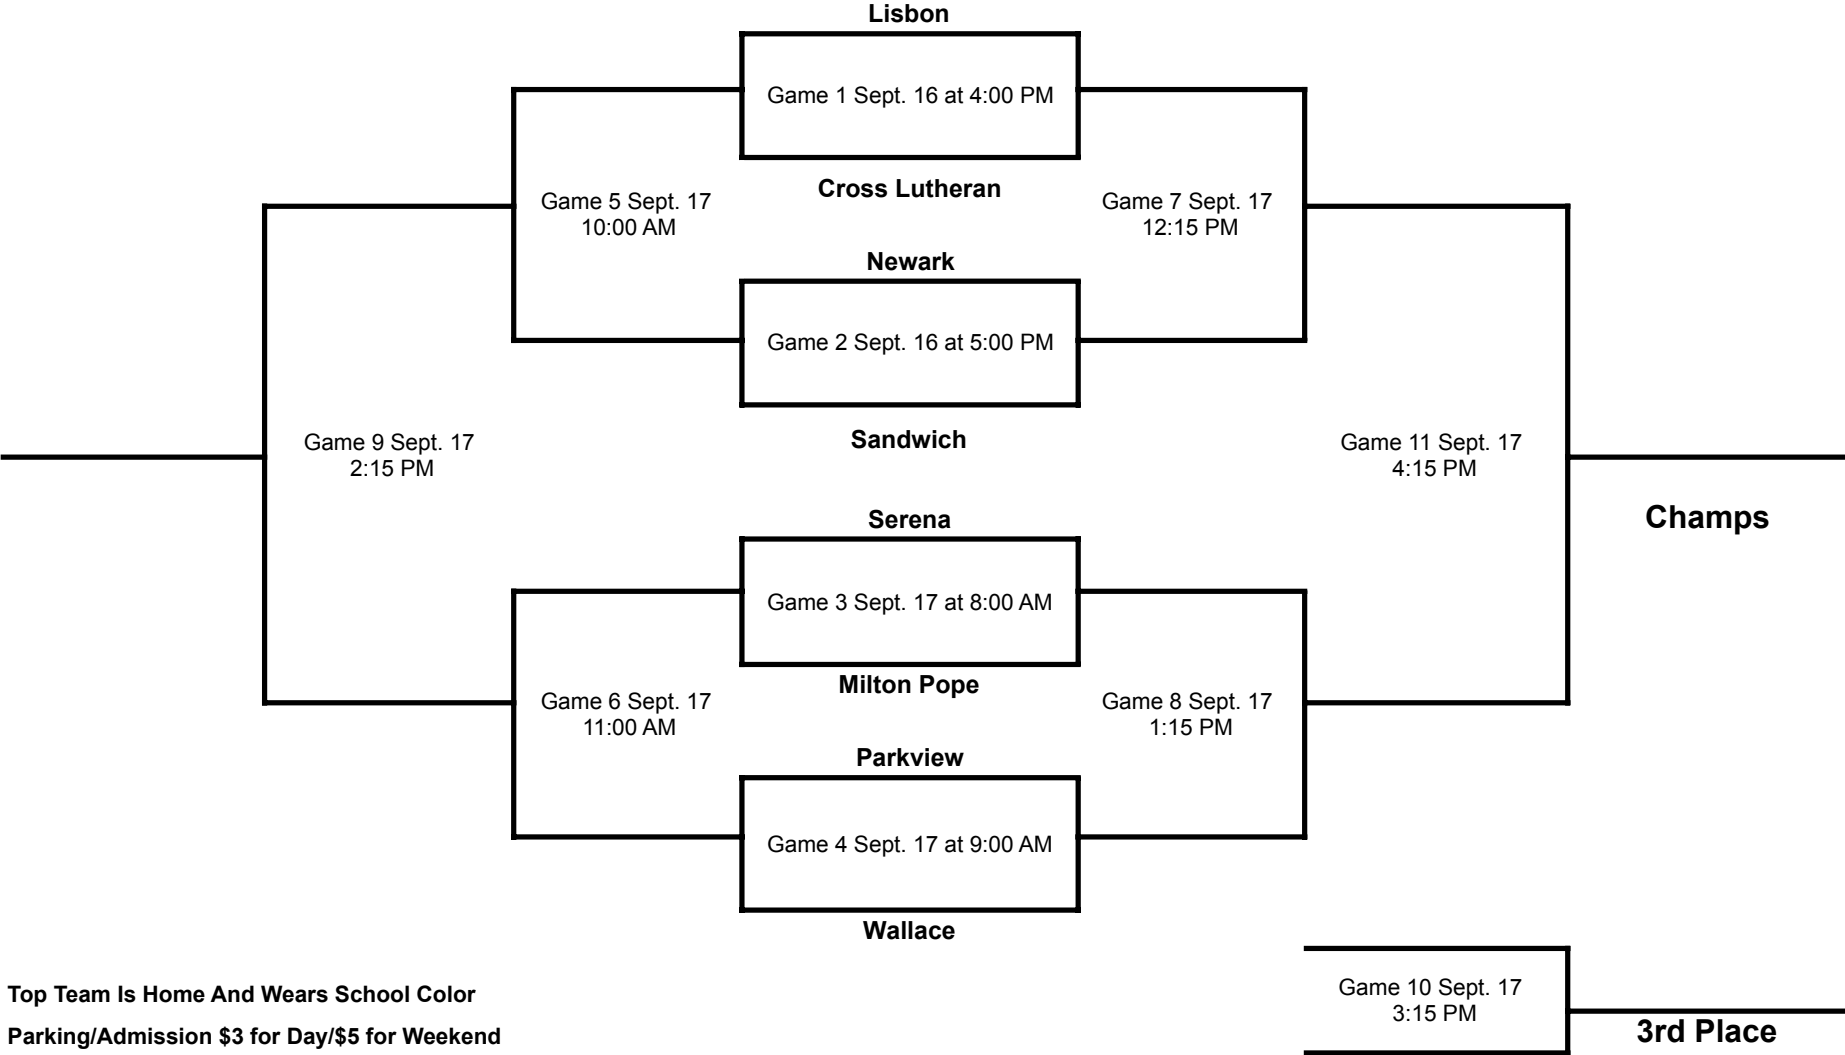 Lisbon
Game 1 Sept. 16 at 4:00 PM
Cross Lutheran
Game 5 Sept. 17
10:00 AM
Game 7 Sept. 17
12:15 PM
Newark
Game 2 Sept. 16 at 5:00 PM
Sandwich
Game 9 Sept. 17
2:15 PM
Game 11 Sept. 17
4:15 PM
Champs
Serena
Game 3 Sept. 17 at 8:00 AM
Milton Pope
Game 6 Sept. 17
11:00 AM
Game 8 Sept. 17
1:15 PM
Parkview
Game 4 Sept. 17 at 9:00 AM
Wallace
Game 10 Sept. 17
3:15 PM
3rd Place
Top Team Is Home And Wears School Color
Parking/Admission $3 for Day/$5 for Weekend